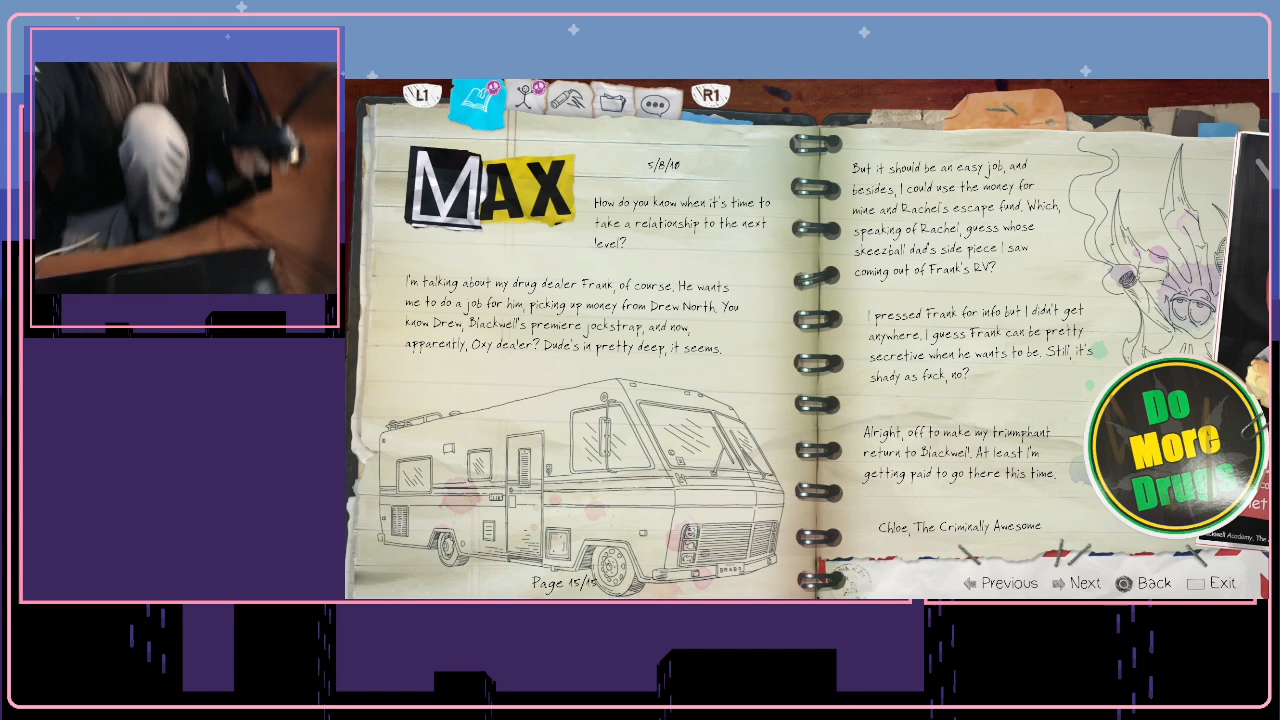 L1
R1
MAX
5/8/10
How do you know when it's time to
take a relationship to the next
level?
I'm talking about my drug dealer Frank, of course. He wants
me to do a job for him, picking up money from Drew North. You
know Drew, Blackwell's premiere jockstrap, and now,
apparently, Oxy dealer? Dude's in pretty deep, it seems.
Page 15/15
But it should be an easy job, and
besides, I could use the money for
mine and Rachel's escape fund. Which,
speaking of Rachel, guess whose
skeezball dad's side piece I saw
coming out of Frank's RV?
I pressed Frank for info but I didn't get
anywhere. I guess Frank can be pretty
secretive when he wants to be. Still, it's
shady as fuck, no?
Alright, off to make my triumphant
return to Blackwell. At least I'm
getting paid to go there this time.
Chloe, The Criminally Awesome
Do
More
Drugs
Previous
Next
Back
Exit